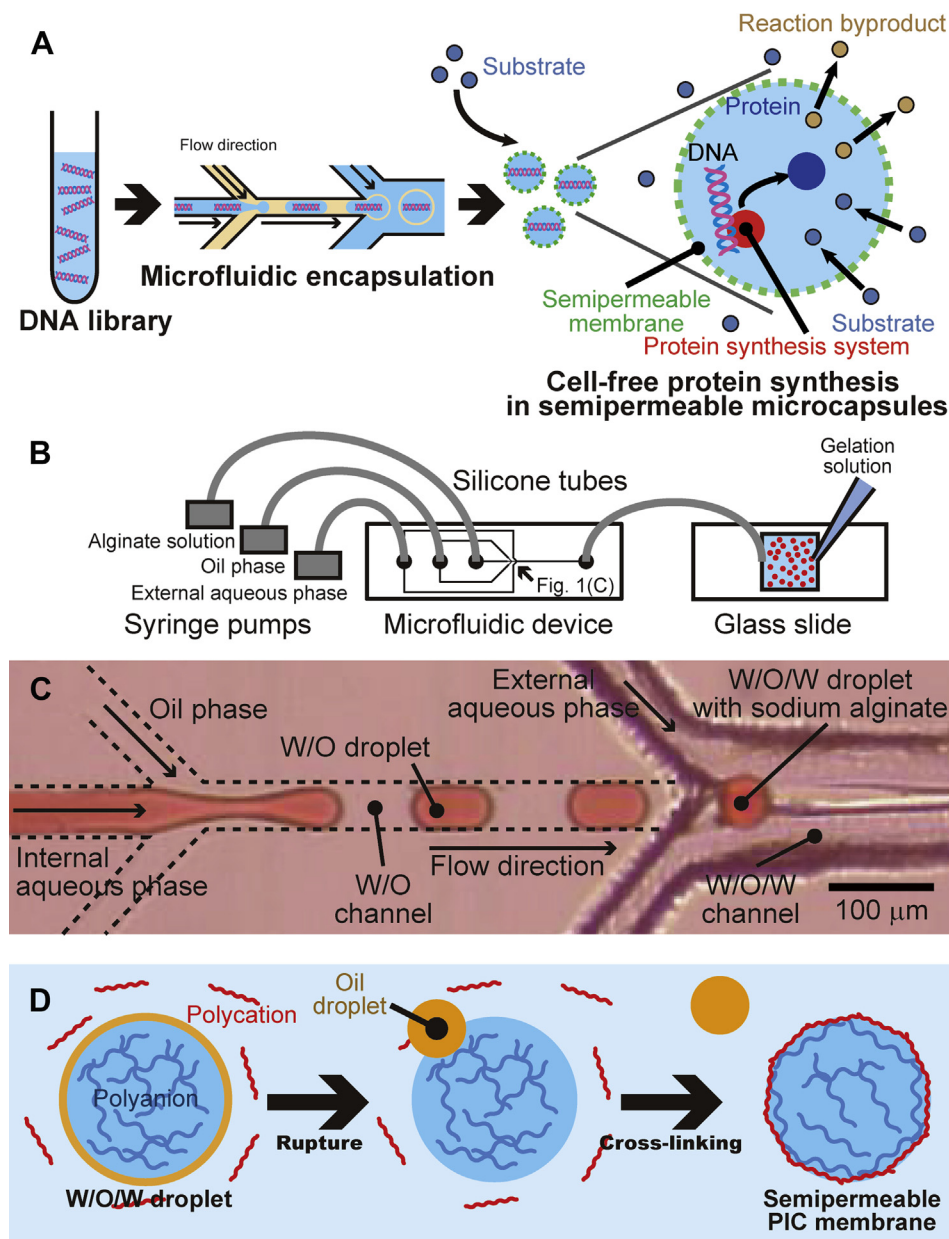 A
Substrate
Reaction byproduct
Flow direction
Protein
DNA
Microfluidic encapsulation
DNA library
Semipermeable
membrane
Substrate
Protein synthesis system
Cell-free protein synthesis
in semipermeable microcapsules
B
Gelation
solution
Silicone tubes
Alginate solution
Oil phase
External aqueous phase
Fig. 1(C)
Syringe pumps
Microfluidic device
Glass slide
C
Oil phase
External
aqueous phase
W/O/W droplet
with sodium alginate
W/O droplet
Internal
aqueous phase
W/O
channel
Flow direction
W/O/W
channel
100 μm
D
Polycation
Oil
droplet
Polyanion
Rupture
Cross-linking
W/O/W droplet
Semipermeable
PIC membrane